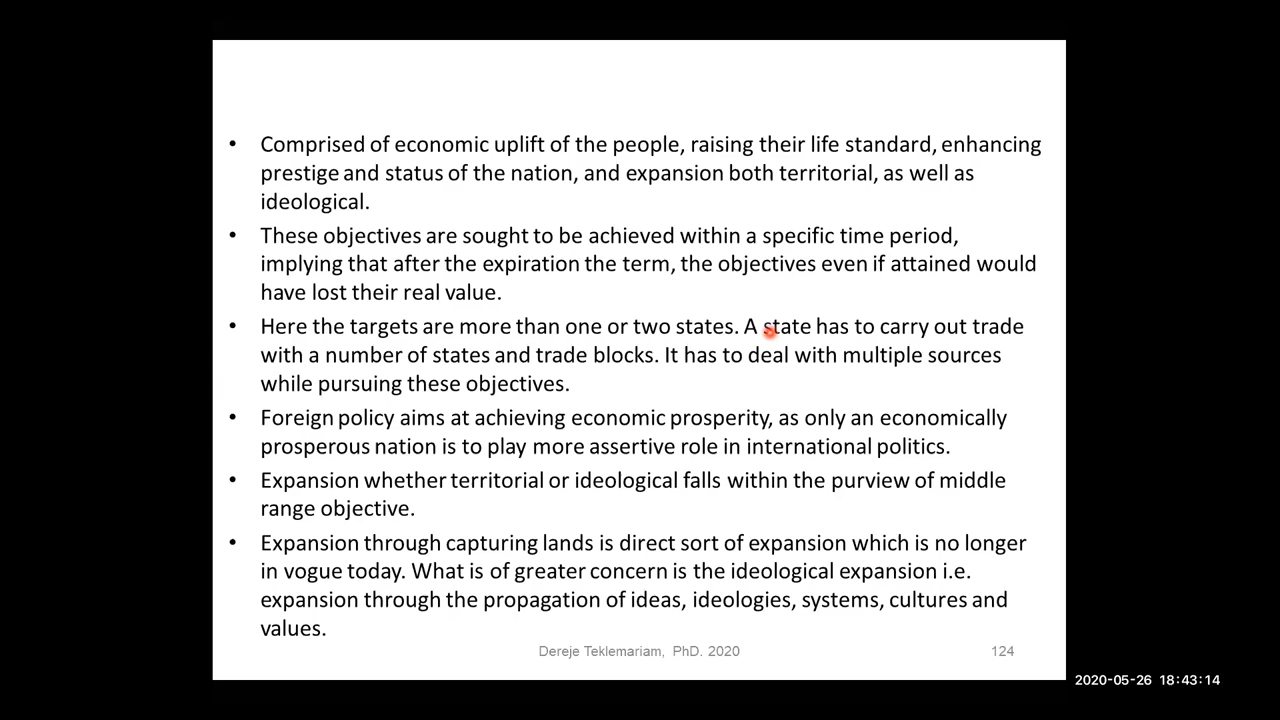 • Comprised of economic uplift of the people, raising their life standard, enhancing
prestige and status of the nation, and expansion both territorial, as well as
ideological.
• These objectives are sought to be achieved within a specific time period,
implying that after the expiration the term, the objectives even if attained would
have lost their real value.
• Here the targets are more than one or two states. A state has to carry out trade
with a number of states and trade blocks. It has to deal with multiple sources
while pursuing these objectives.
• Foreign policy aims at achieving economic prosperity, as only an economically
prosperous nation is to play more assertive role in international politics.
• Expansion whether territorial or ideological falls within the purview of middle
range objective.
• Expansion through capturing lands is direct sort of expansion which is no longer
in vogue today. What is of greater concern is the ideological expansion i.e.
expansion through the propagation of ideas, ideologies, systems, cultures and
values.
Dereje Teklemariam, PhD. 2020 124
2020-05-26 18:43:14